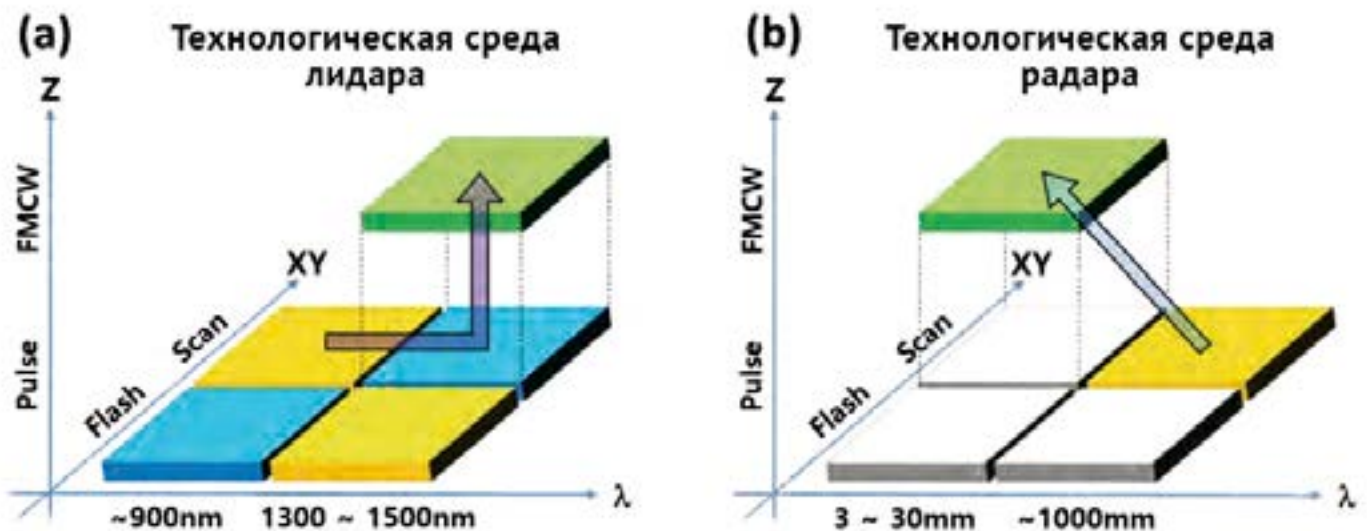 (a) Технологическая среда
лидара
Z
FMCW
Pulse
XY
Scan
Flash
λ
~900nm 1300 ~ 1500nm
(b) Технологическая среда
радара
Z
FMCW
Pulse
XY
Scan
Flash
λ
3 ~ 30mm ~1000mm